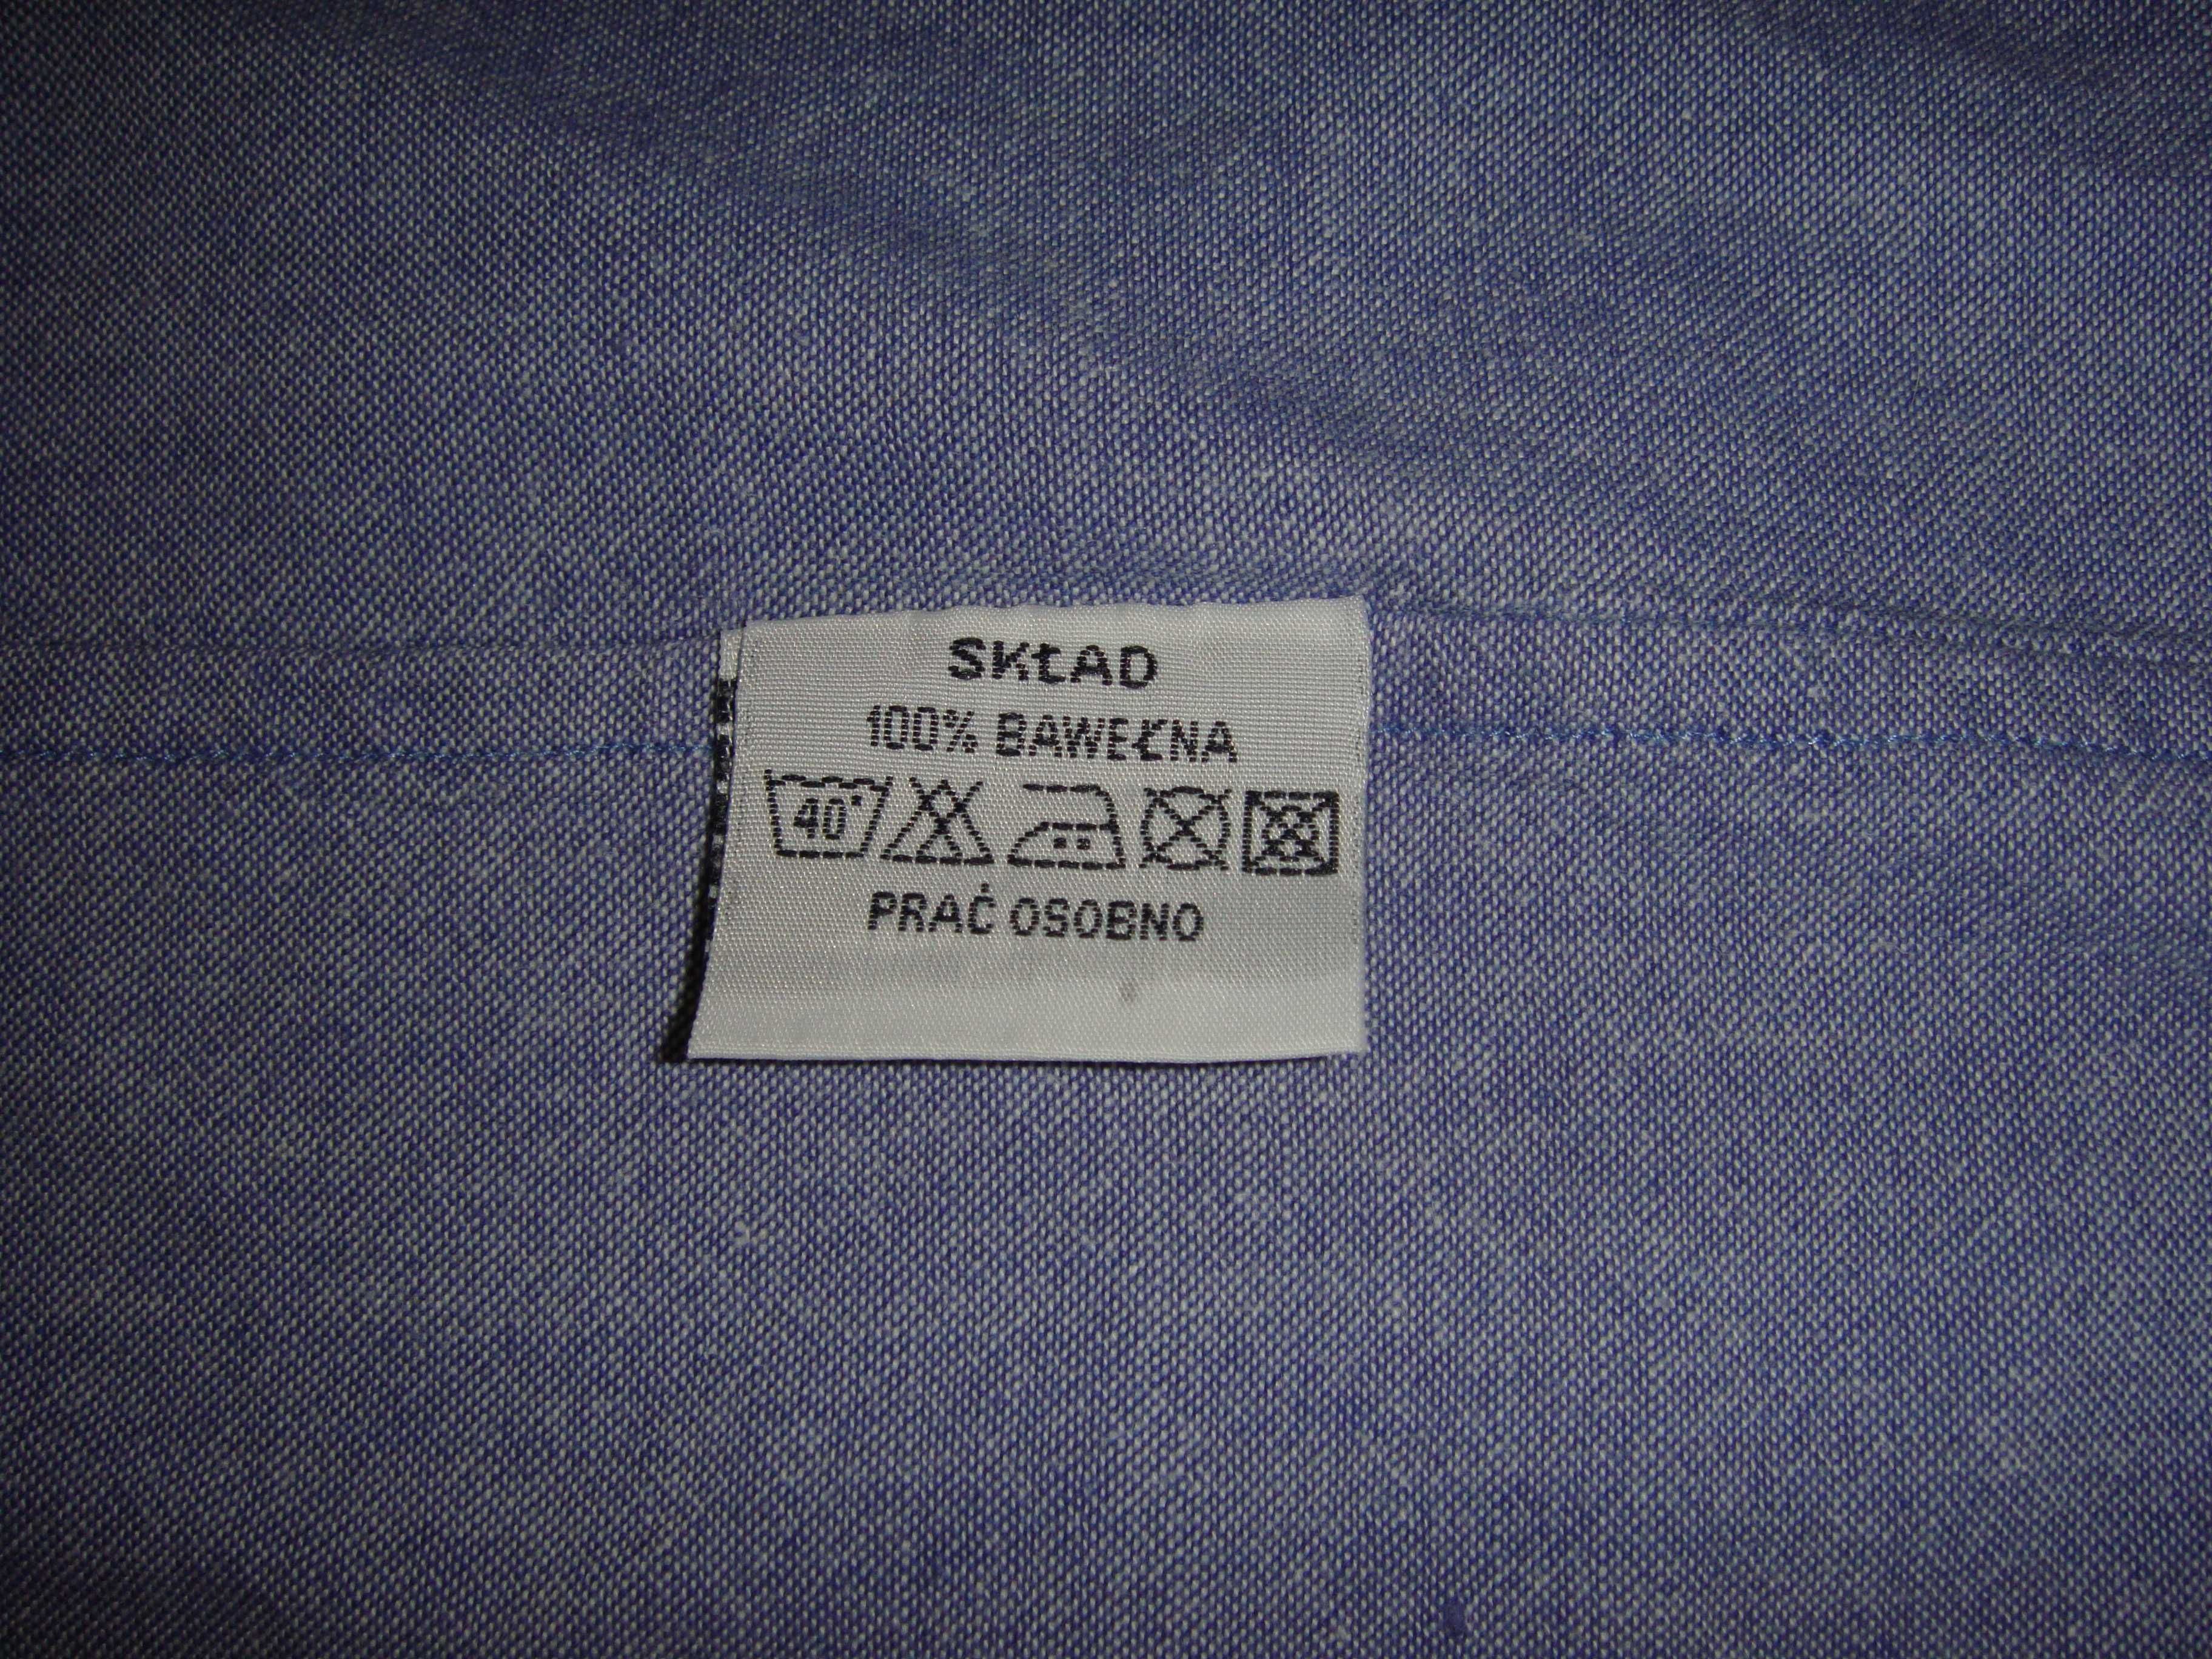 SKŁAD
100% BAWEŁNA
40°
PRAĆ OSOBNO